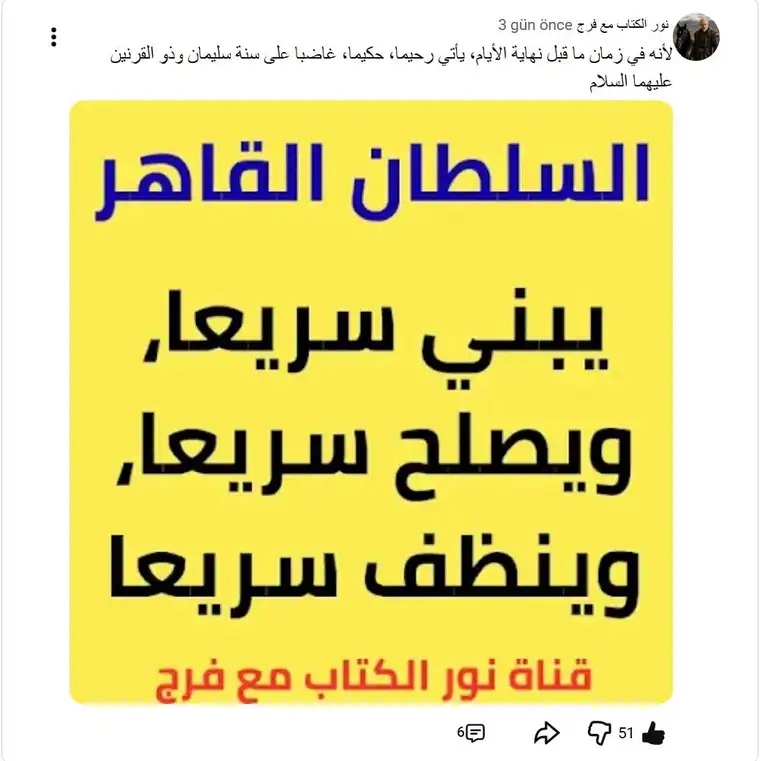 نور الكتاب مع فرج 3 gün önce
لأنه في زمان ما قبل نهاية الأيام، يأتي رحيما، حكيما، غاضبا على سنة سليمان وذو القرنين
عليهما السلام
السلطان القاهر
يبني سريعا،
ويصلح سريعا،
وينظف سريعا
قناة نور الكتاب مع فرج
51
6